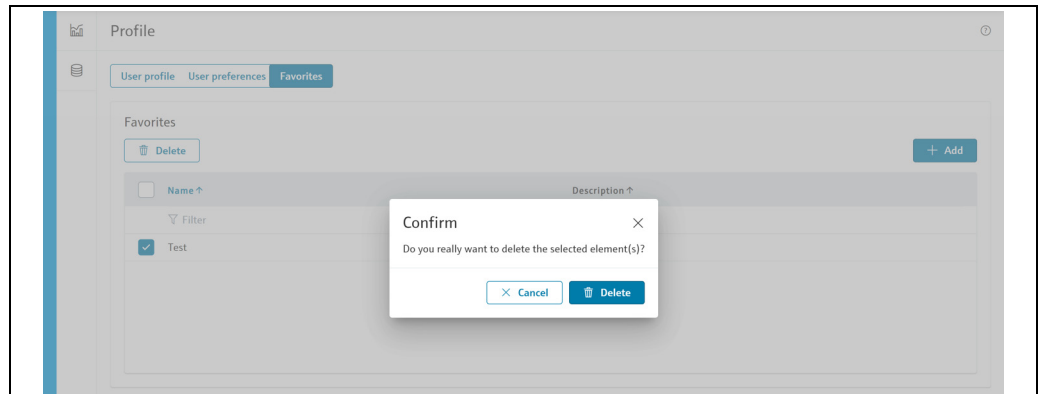 Profile
User profile User preferences Favorites
Favorites
Delete
+ Add
Name ↑ Description ↑
Filter
Test
Confirm
Do you really want to delete the selected element(s)?
Cancel Delete